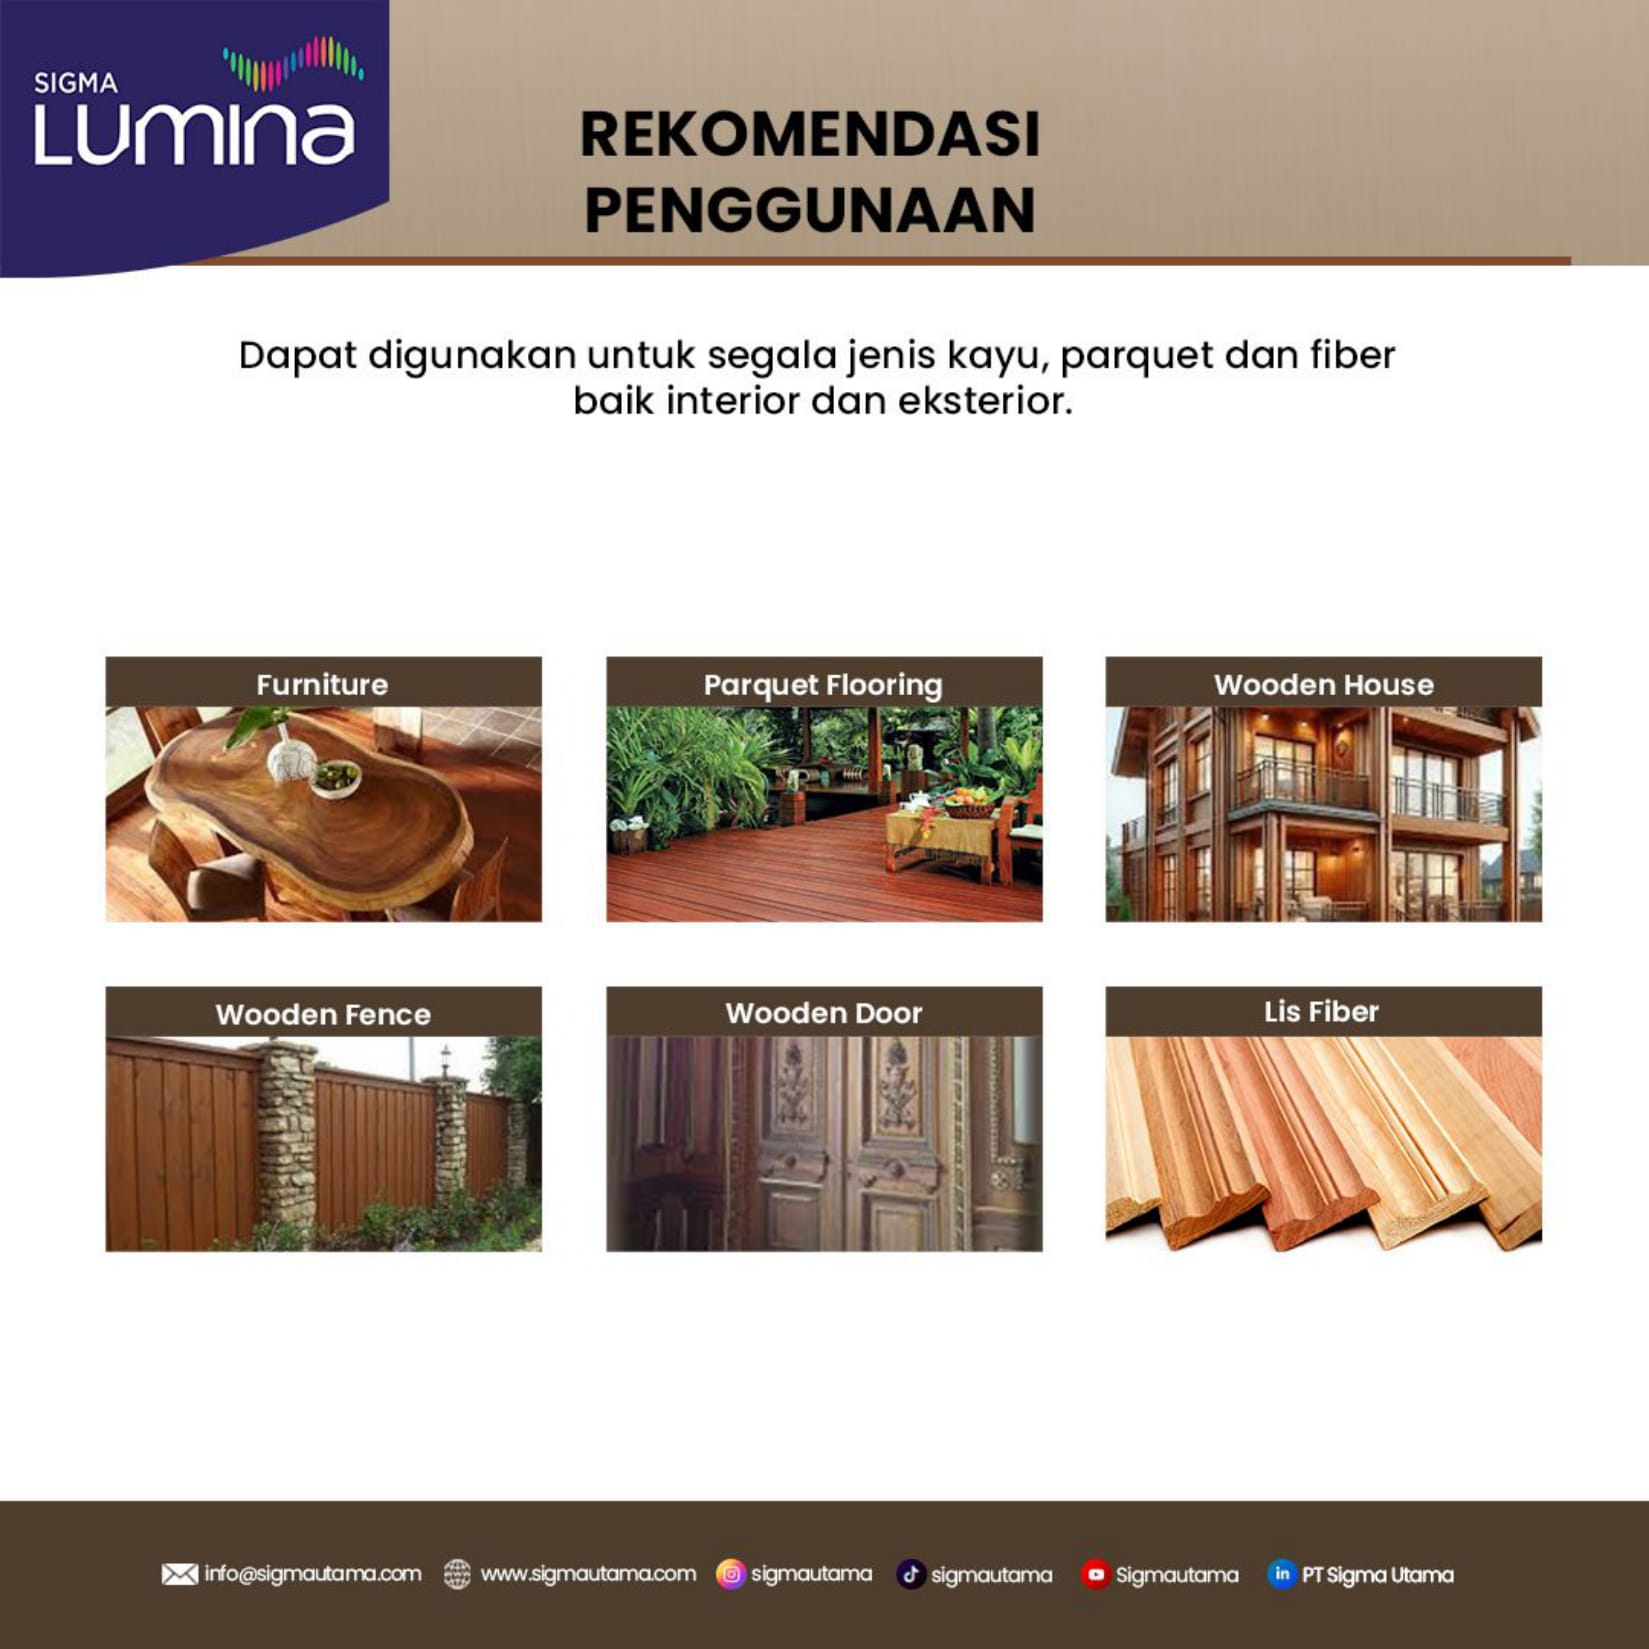 SIGMA
LUMINA
REKOMENDASI
PENGGUNAAN
Dapat digunakan untuk segala jenis kayu, parquet dan fiber
baik interior dan eksterior.
Furniture
Parquet Flooring
Wooden House
Wooden Fence
Wooden Door
Lis Fiber
info@sigmautama.com www.sigmautama.com sigmautama sigmautama Sigmautama in PT Sigma Utama